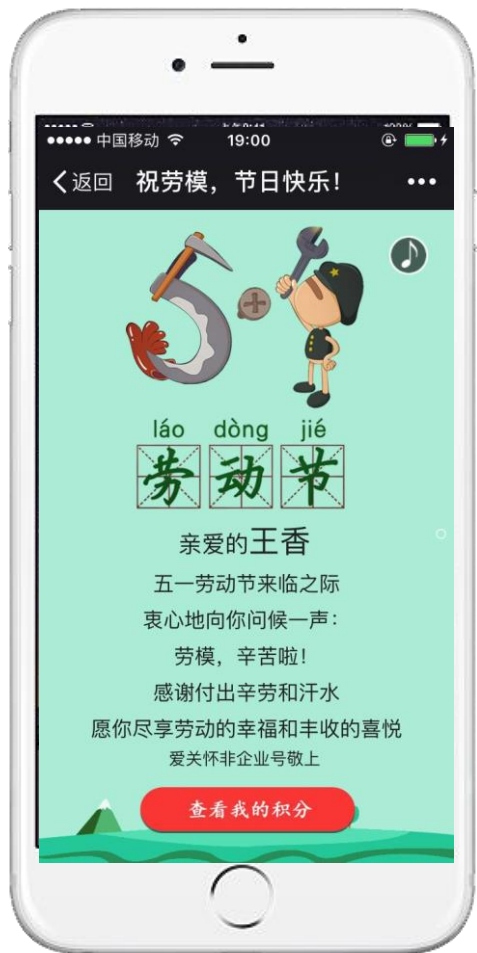 中国移动 19:00
返回 祝劳模，节日快乐！
5·1
láo dòng jié
劳动节
亲爱的王香
五一劳动节来临之际
衷心地向你问候一声：
劳模，辛苦啦！
感谢付出辛劳和汗水
愿你尽享劳动的幸福和丰收的喜悦
爱关怀非企业号敬上
查看我的积分